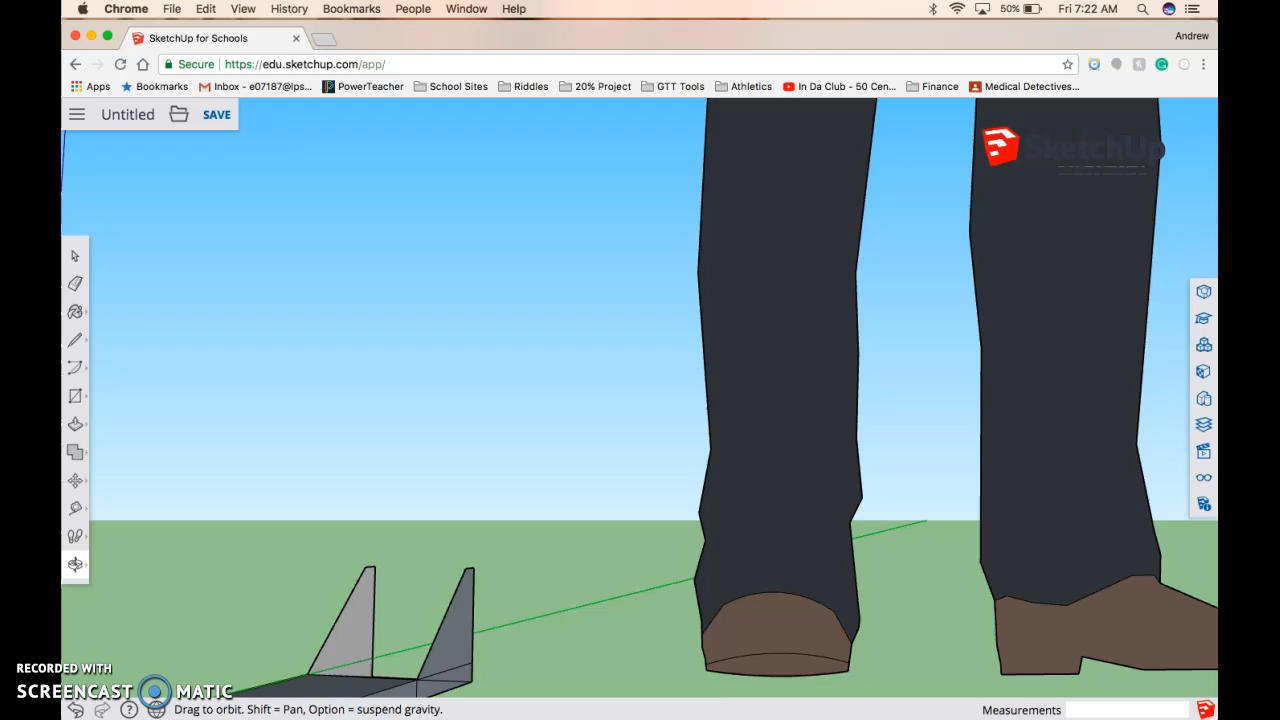 Chrome File Edit View History Bookmarks People Window Help 50% Fri 7:22 AM
SketchUp for Schools Andrew
Secure https://edu.sketchup.com/app/
Apps Bookmarks Inbox - e07187@lps... PowerTeacher School Sites Riddles 20% Project GTT Tools Athletics In Da Club - 50 Cen... Finance Medical Detectives...
Untitled SAVE
SketchUp
RECORDED WITH
SCREENCAST MATIC
Drag to orbit. Shift = Pan, Option = suspend gravity. Measurements